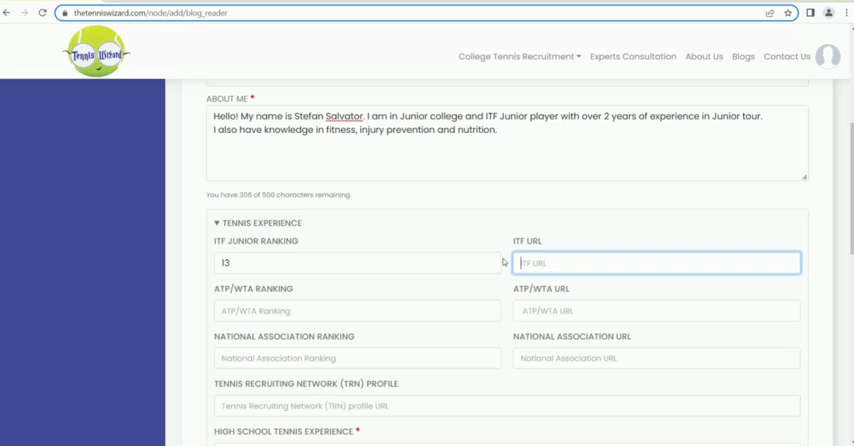 thetenniswizard.com/node/add/blog_reader
Tennis Wizard
College Tennis Recruitment Experts Consultation About Us Blogs Contact Us
ABOUT ME *
Hello! My name is Stefan Salvator. I am in Junior college and ITF Junior player with over 2 years of experience in Junior tour.
I also have knowledge in fitness, injury prevention and nutrition.
You have 306 of 500 characters remaining.
TENNIS EXPERIENCE
ITF JUNIOR RANKING ITF URL
13 ITF URL
ATP/WTA RANKING ATP/WTA URL
ATP/WTA Ranking ATP/WTA URL
NATIONAL ASSOCIATION RANKING NATIONAL ASSOCIATION URL
National Association Ranking National Association URL
TENNIS RECRUITING NETWORK (TRN) PROFILE
Tennis Recruiting Network (TRN) profile URL
HIGH SCHOOL TENNIS EXPERIENCE *